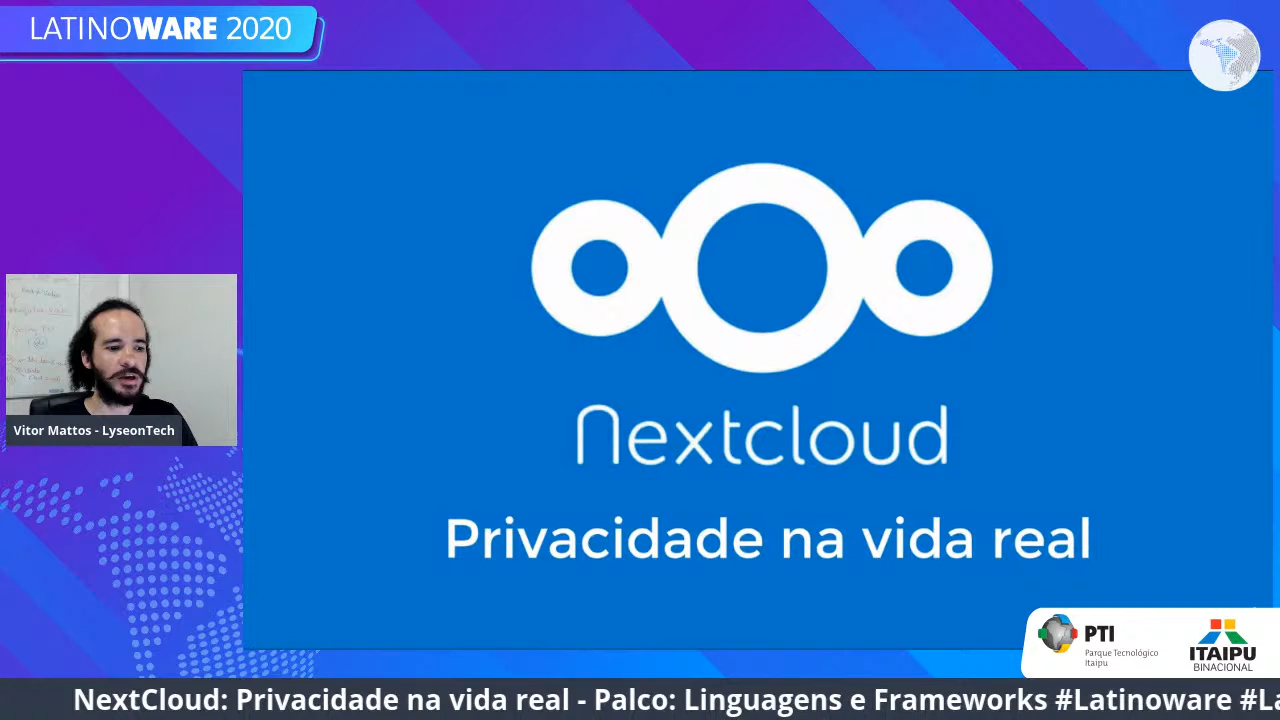 LATINOWARE 2020
Nextcloud
Privacidade na vida real
Vitor Mattos - LyseonTech
PTI
Parque Tecnológico
Itaipu
ITAIPU
BINACIONAL
NextCloud: Privacidade na vida real - Palco: Linguagens e Frameworks #Latinoware #La